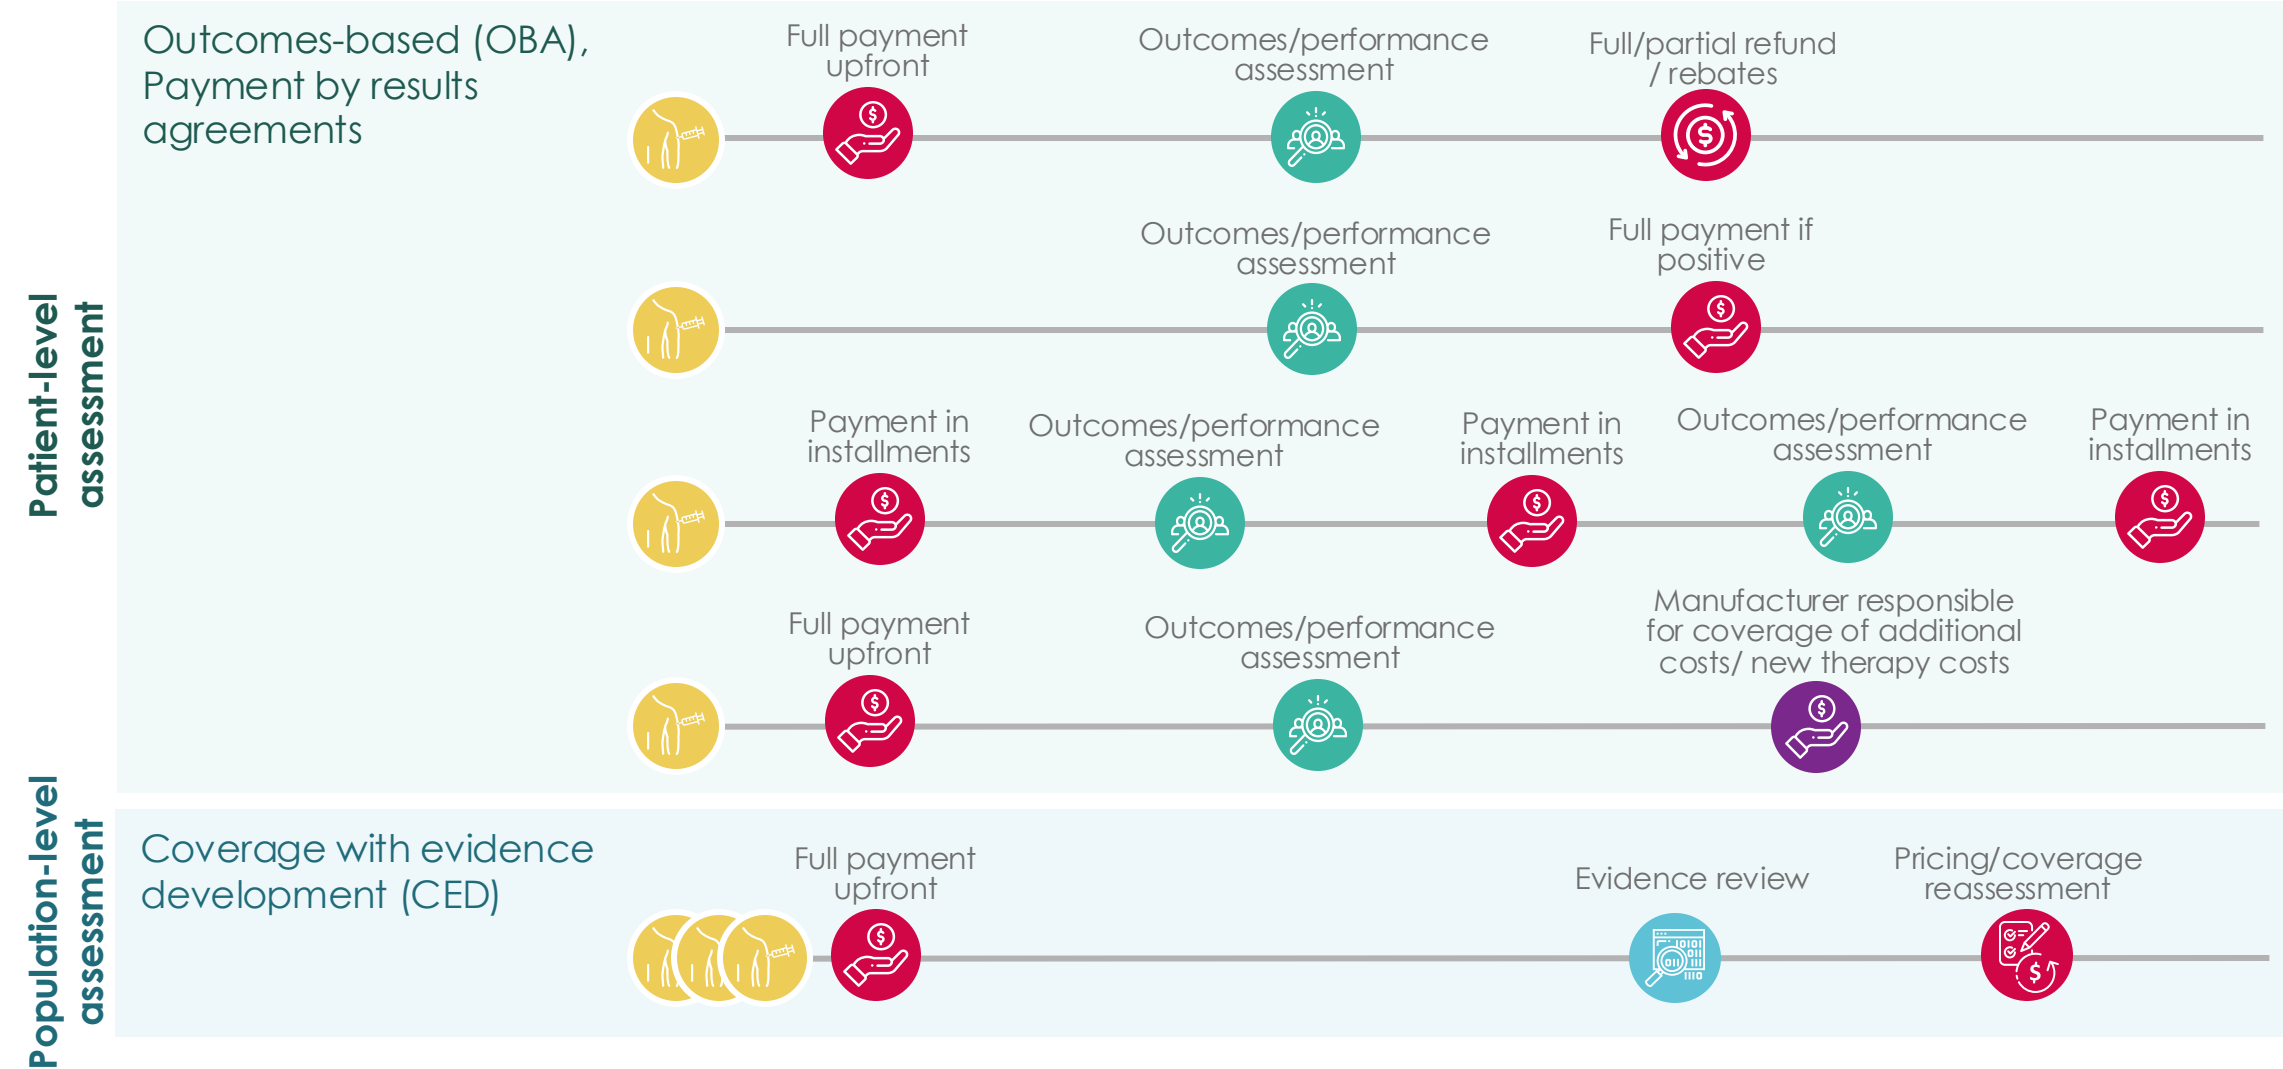 Patient-level
assessment
Outcomes-based (OBA),
Payment by results
agreements
Full payment
upfront
Outcomes/performance
assessment
Full/partial refund
/ rebates
Outcomes/performance
assessment
Full payment if
positive
Payment in
installments
Outcomes/performance
assessment
Payment in
installments
Outcomes/performance
assessment
Payment in
installments
Full payment
upfront
Outcomes/performance
assessment
Manufacturer responsible
for coverage of additional
costs/ new therapy costs
Population-level
assessment
Coverage with evidence
development (CED)
Full payment
upfront
Evidence review
Pricing/coverage
reassessment